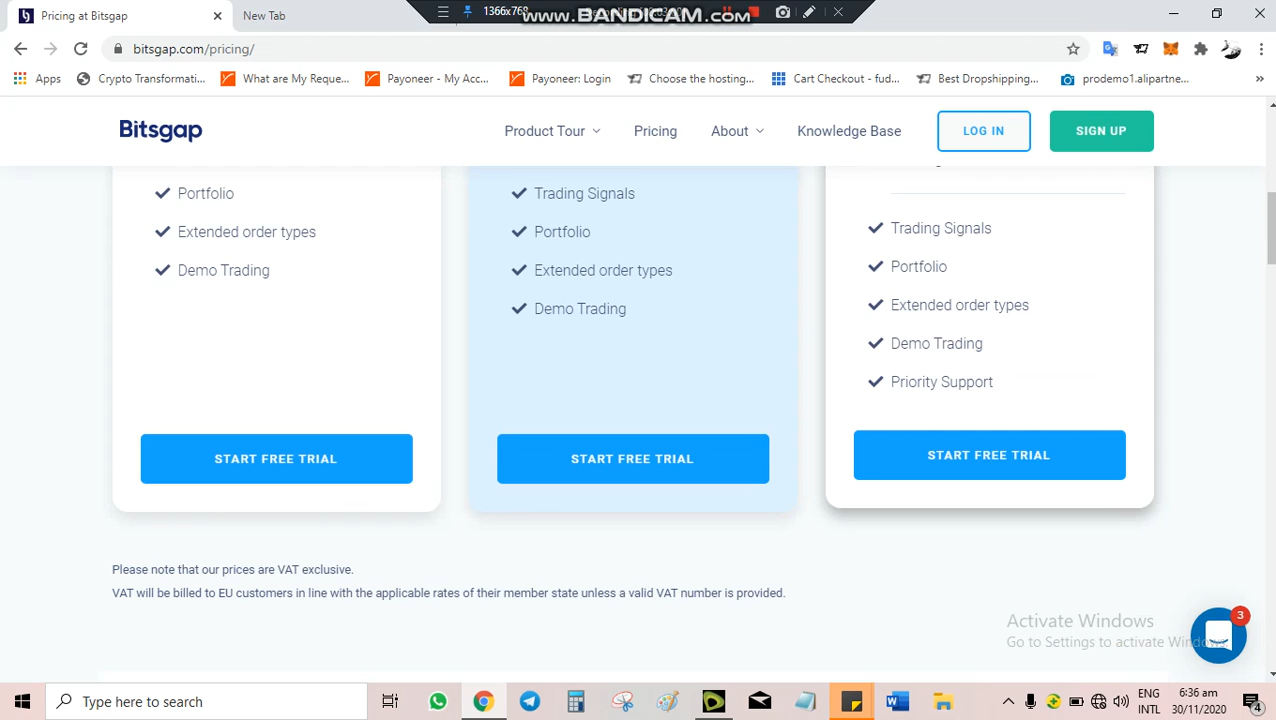 Pricing at Bitsgap
New Tab
1366x768
www.BANDICAM.com
bitsgap.com/pricing/
Apps
Crypto Transformati...
What are My Reque...
Payoneer - My Acco...
Payoneer: Login
Choose the hosting...
Cart Checkout - fud...
Best Dropshipping...
prodemo1.alipartne...
Bitsgap
Product Tour
Pricing
About
Knowledge Base
LOG IN
SIGN UP
Portfolio
Extended order types
Demo Trading
START FREE TRIAL
Trading Signals
Portfolio
Extended order types
Demo Trading
START FREE TRIAL
Trading Signals
Portfolio
Extended order types
Demo Trading
Priority Support
START FREE TRIAL
Please note that our prices are VAT exclusive.
VAT will be billed to EU customers in line with the applicable rates of their member state unless a valid VAT number is provided.
Activate Windows
Go to Settings to activate Windows.
3
Type here to search
ENG
INTL
6:36 am
30/11/2020
4